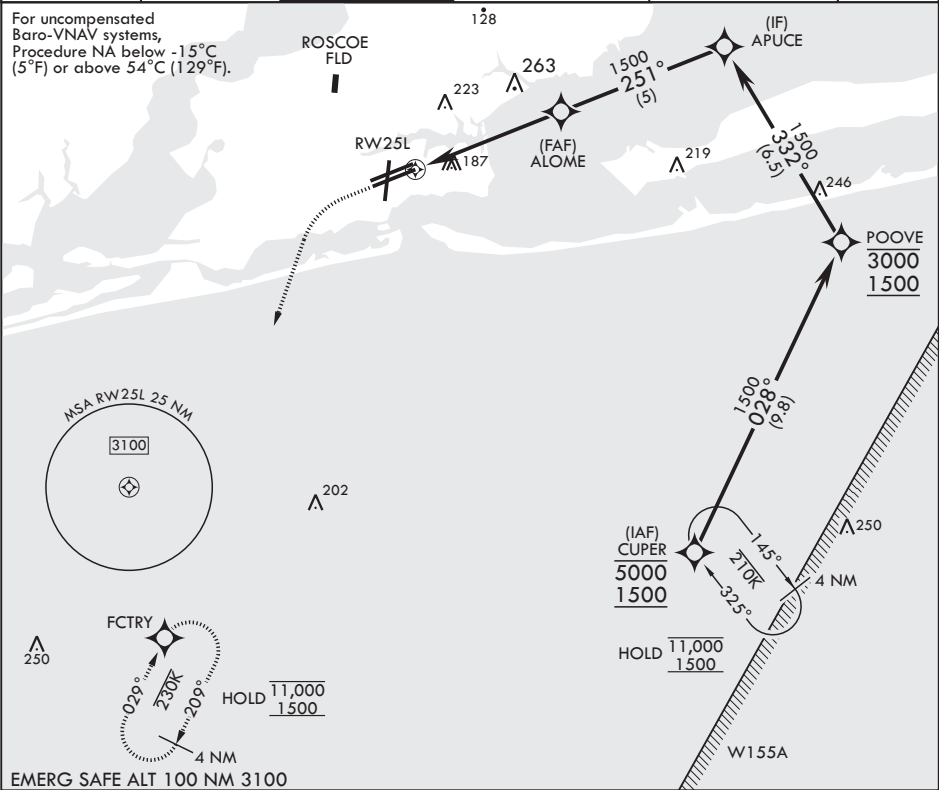 For uncompensated
Baro-VNAV systems,
Procedure NA below -15°C
(5°F) or above 54°C (129°F).
128
ROSCOE
FLD
263
223
(IF)
APUCE
1500
251°
(5)
RW25L
187
(FAF)
ALOME
219
1500
332°
(6.5)
246
POOVE
3000
1500
MSA RW25L 25 NM
3100
1500
028°
(9.8)
202
(IAF)
CUPER
5000
1500
145°
210K
325°
4 NM
250
HOLD 11,000
1500
FCTRY
250
029°
230K
209°
HOLD 11,000
1500
4 NM
W155A
EMERG SAFE ALT 100 NM 3100